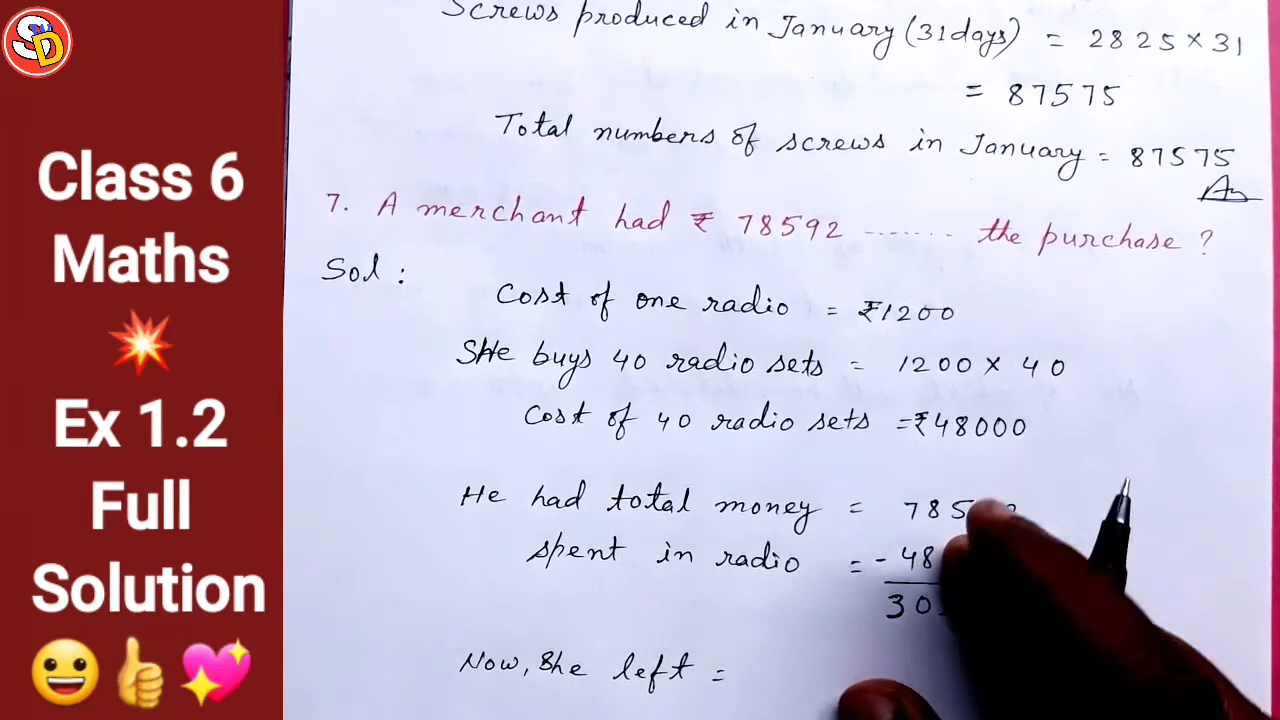 SD
Class 6
Maths
Ex 1.2
Full
Solution
Screws produced in January (31days) = 2825 × 31
= 87575
Total numbers of screws in January = 87575
7. A merchant had ₹ 78592 ....... the purchase ?
Sol :
Cost of one radio = ₹1200
SHe buys 40 radio sets = 1200 × 40
Cost of 40 radio sets =₹48000
He had total money = 785
spent in radio = - 48
30
Now, She left =